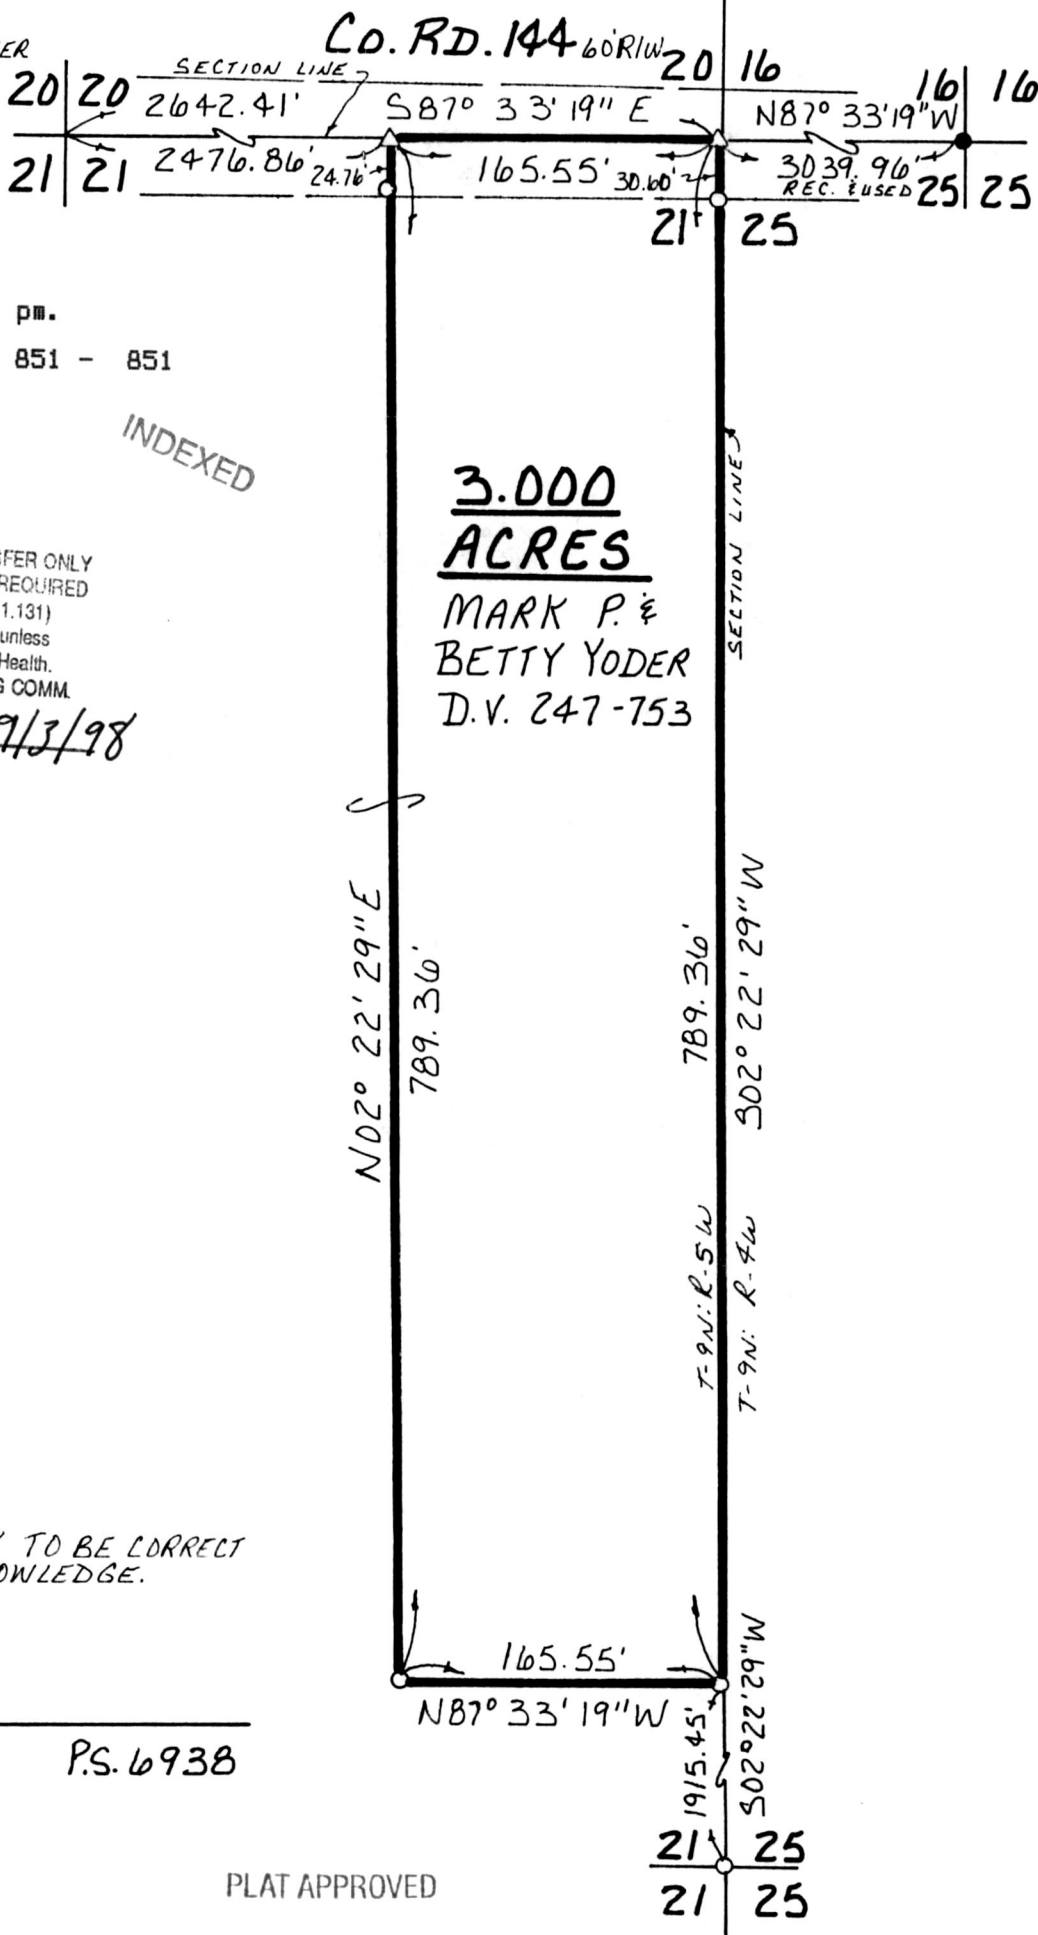 ER
CO. RD. 144 60' R/W
20 20
SECTION LINE
20 16
16 16
2642.41'
S87° 33' 19" E
N87° 33' 19" W
21 21
2476.86'
24.76'
165.55'
30.60'
3039.96'
REC. & USED
25 25
21 25
pm.
851 - 851
INDEXED
3.000
ACRES
MARK P. &
BETTY YODER
D.V. 247-753
SECTION LINE
FER ONLY
REQUIRED
1.131)
unless
Health.
G COMM.
9/3/98
N02° 22' 29" E
789.36'
789.36'
S02° 22' 29" W
T-9N: R-5W
T-9N: R-4W
TO BE CORRECT
OWLEDGE.
165.55'
N87° 33' 19" W
1915.45'
S02° 22' 29" W
P.S. 6938
21 25
21 25
PLAT APPROVED